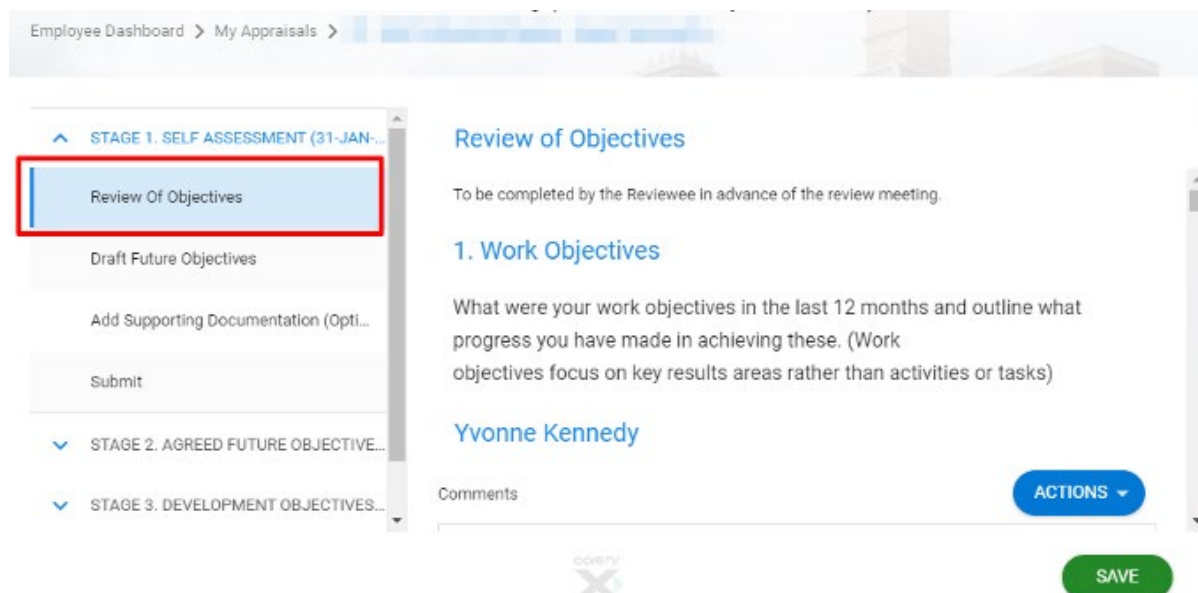 Employee Dashboard > My Appraisals >
STAGE 1. SELF ASSESSMENT (31-JAN-...
Review Of Objectives
Draft Future Objectives
Add Supporting Documentation (Opti...
Submit
STAGE 2. AGREED FUTURE OBJECTIVE...
STAGE 3. DEVELOPMENT OBJECTIVES...
Review of Objectives
To be completed by the Reviewee in advance of the review meeting.
1. Work Objectives
What were your work objectives in the last 12 months and outline what
progress you have made in achieving these. (Work
objectives focus on key results areas rather than activities or tasks)
Yvonne Kennedy
Comments
ACTIONS
SAVE